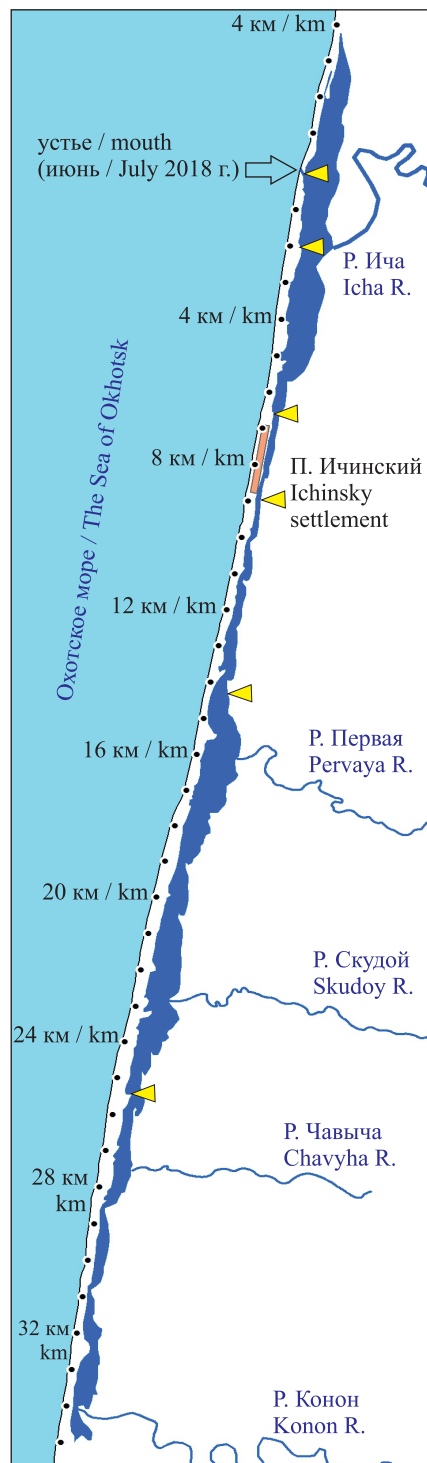 4 км / km
устье / mouth
(июнь / July 2018 г.)
Р. Ича
Icha R.
4 км / km
Охотское море / The Sea of Okhotsk
8 км / km
П. Ичинский
Ichinsky
settlement
12 км / km
Р. Первая
Pervaya R.
16 км / km
20 км / km
Р. Скудой
Skudoy R.
24 км / km
Р. Чавыча
Chavyha R.
28 км
km
32 км
km
Р. Конон
Konon R.